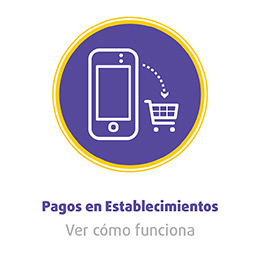 Pagos en Establecimientos
Ver cómo funciona